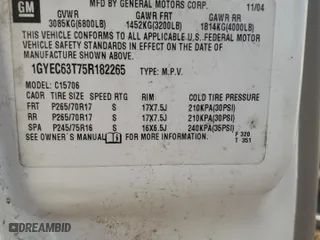 GM
MFD BY GENERAL MOTORS CORP. 11/04
GVWR GAWR FRT GAWR RR
3085KG(6800LB) 1452KG(3200LB) 1814KG(4000LB)
THIS VEHICLE CONFORMS TO ALL APPLICABLE U.S. FEDERAL
MOTOR VEHICLE SAFETY STANDARDS IN EFFECT ON THE DATE
OF MANUFACTURE SHOWN ABOVE.
1GYEC63T75R182265 TYPE: M.P.V.
MODEL: C15706
TIRE SIZE SPEED RTG RIM COLD TIRE PRESSURE
FRT P265/70R17 S 17X7.5J 210KPA(30PSI)
RR P265/70R17 S 17X7.5J 210KPA(30PSI)
SPA P245/75R16 S 16X6.5J 240KPA(35PSI)
SEE OWNER'S MANUAL FOR MORE INFORMATION. F 320
T 351
AUTODIREX